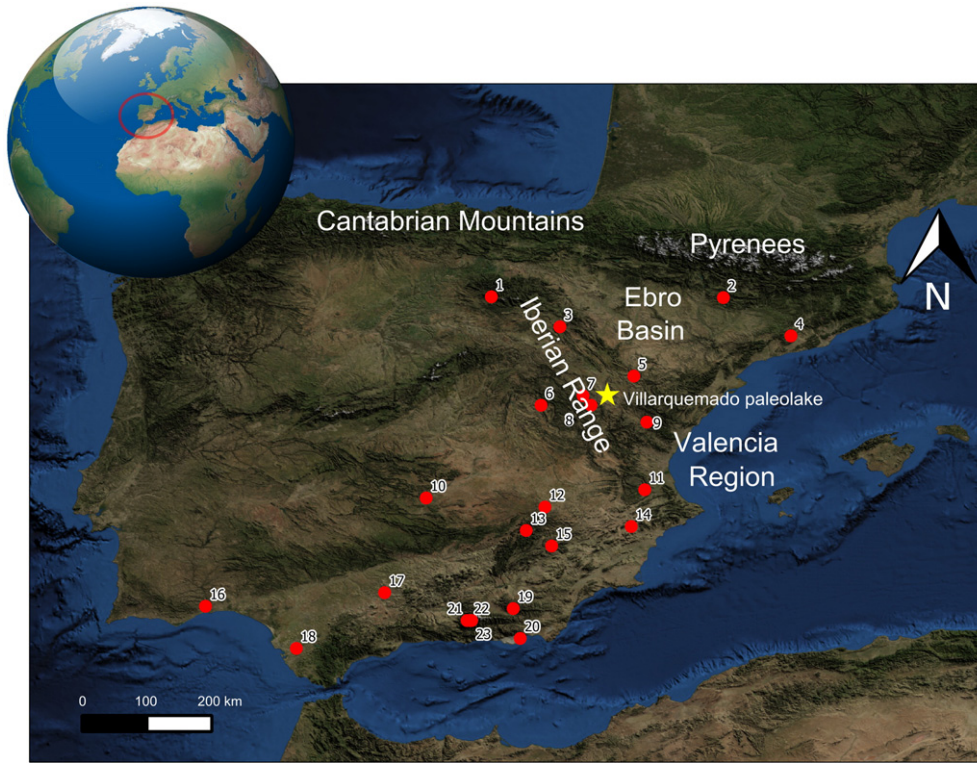 Cantabrian Mountains
Pyrenees
N
1
2
Ebro
Basin
Iberian Range
3
4
5
6
7
8
Villarquemado paleolake
9
Valencia
Region
10
11
12
13
14
15
16
17
18
19
20
21
22
23
0
100
200 km